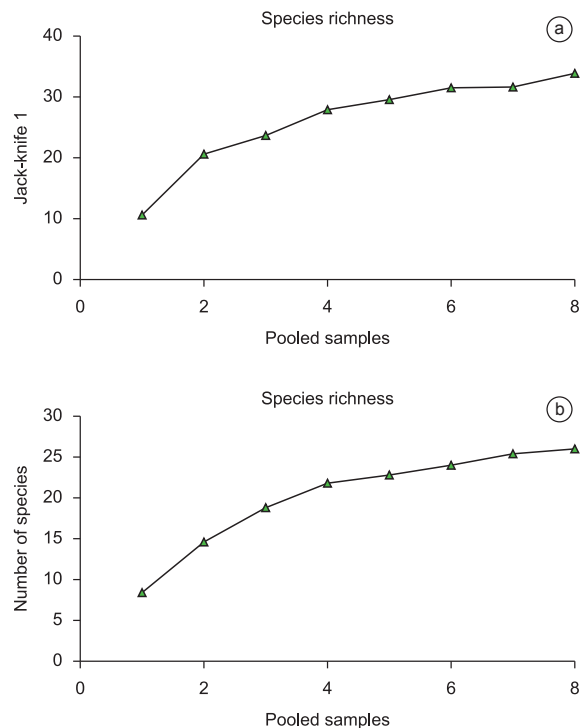 Species richness
a
40
30
20
10
0
Jack-knife 1
0 2 4 6 8
Pooled samples
Species richness
b
30
25
20
15
10
5
0
Number of species
0 2 4 6 8
Pooled samples